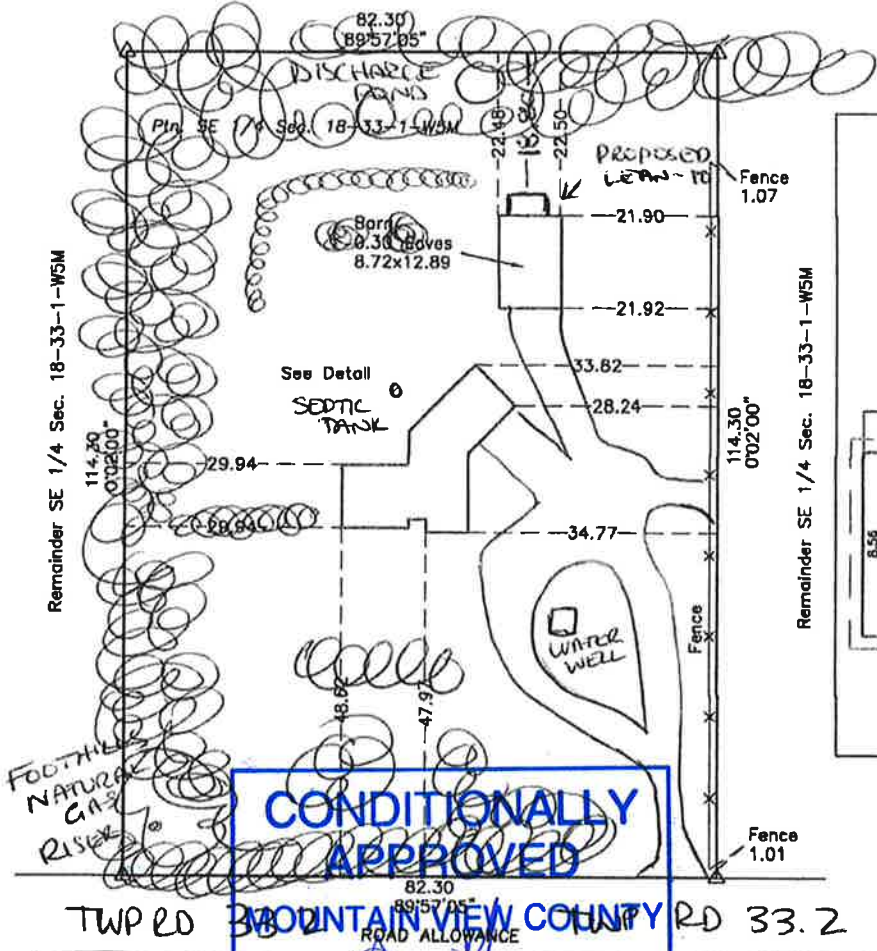 82.30
89°57'05"
DISCHARGE
POND
Ptn. SE 1/4 Sec. 18-33-1-W5M
22.48
22.50
PROPOSED
LEAN-TO
Fence
1.07
21.90
Barn
0.30 Eaves
8.72x12.89
21.92
Remainder SE 1/4 Sec. 18-33-1-W5M
114.30
0°02'00"
See Detail
SEPTIC
TANK
33.82
28.24
29.94
34.77
114.30
0°02'00"
Remainder SE 1/4 Sec. 18-33-1-W5M
8.56
WATER
WELL
Fence
48.62
47.97
FOOTHILLS
NATURAL
GAS
RISER
CONDITIONALLY
APPROVED
Fence
1.01
82.30
89°57'05"
TWP RD
MOUNTAIN VIEW COUNTY
TWP RD 33.2
ROAD ALLOWANCE